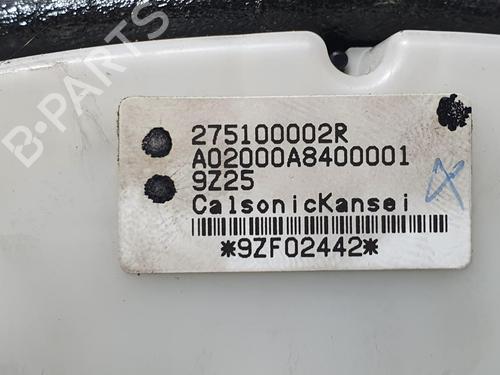 B-PARTS
275100002R
A02000A8400001
9Z25
CalsonicKansei
*9ZF02442*